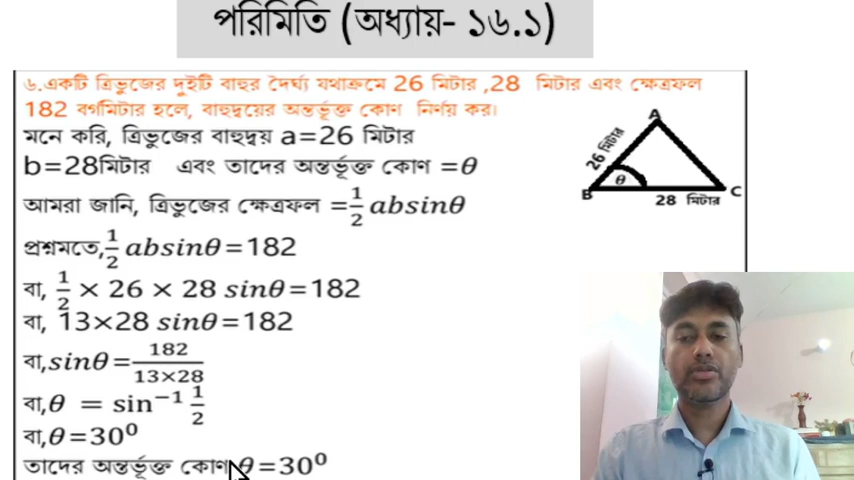 পরিমিতি (অধ্যায়- ১৬.১)
৬.একটি ত্রিভুজের দুইটি বাহুর দৈর্ঘ্য যথাক্রমে 26 মিটার ,28 মিটার এবং ক্ষেত্রফল
182 বর্গমিটার হলে, বাহুদ্বয়ের অন্তর্ভূক্ত কোণ নির্ণয় কর।
মনে করি, ত্রিভুজের বাহুদ্বয় a=26 মিটার
b=28মিটার এবং তাদের অন্তর্ভূক্ত কোণ =θ
আমরা জানি, ত্রিভুজের ক্ষেত্রফল =1/2 absinθ
প্রশ্নমতে,1/2 absinθ=182
বা, 1/2 × 26 × 28 sinθ=182
বা, 13×28 sinθ=182
বা,sinθ=182/13×28
বা,θ = sin⁻¹ 1/2
বা,θ=30⁰
তাদের অন্তর্ভূক্ত কোণ θ=30⁰
A
26 মিটার
θ
B
C
28 মিটার